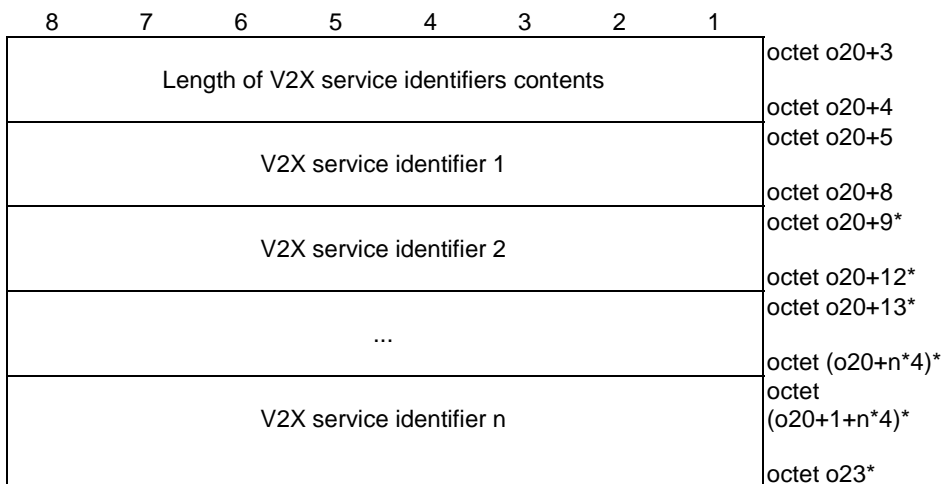 8 7 6 5 4 3 2 1
octet o20+3
Length of V2X service identifiers contents
octet o20+4
octet o20+5
V2X service identifier 1
octet o20+8
octet o20+9*
V2X service identifier 2
octet o20+12*
octet o20+13*
...
octet (o20+n*4)*
octet
V2X service identifier n (o20+1+n*4)*
octet o23*